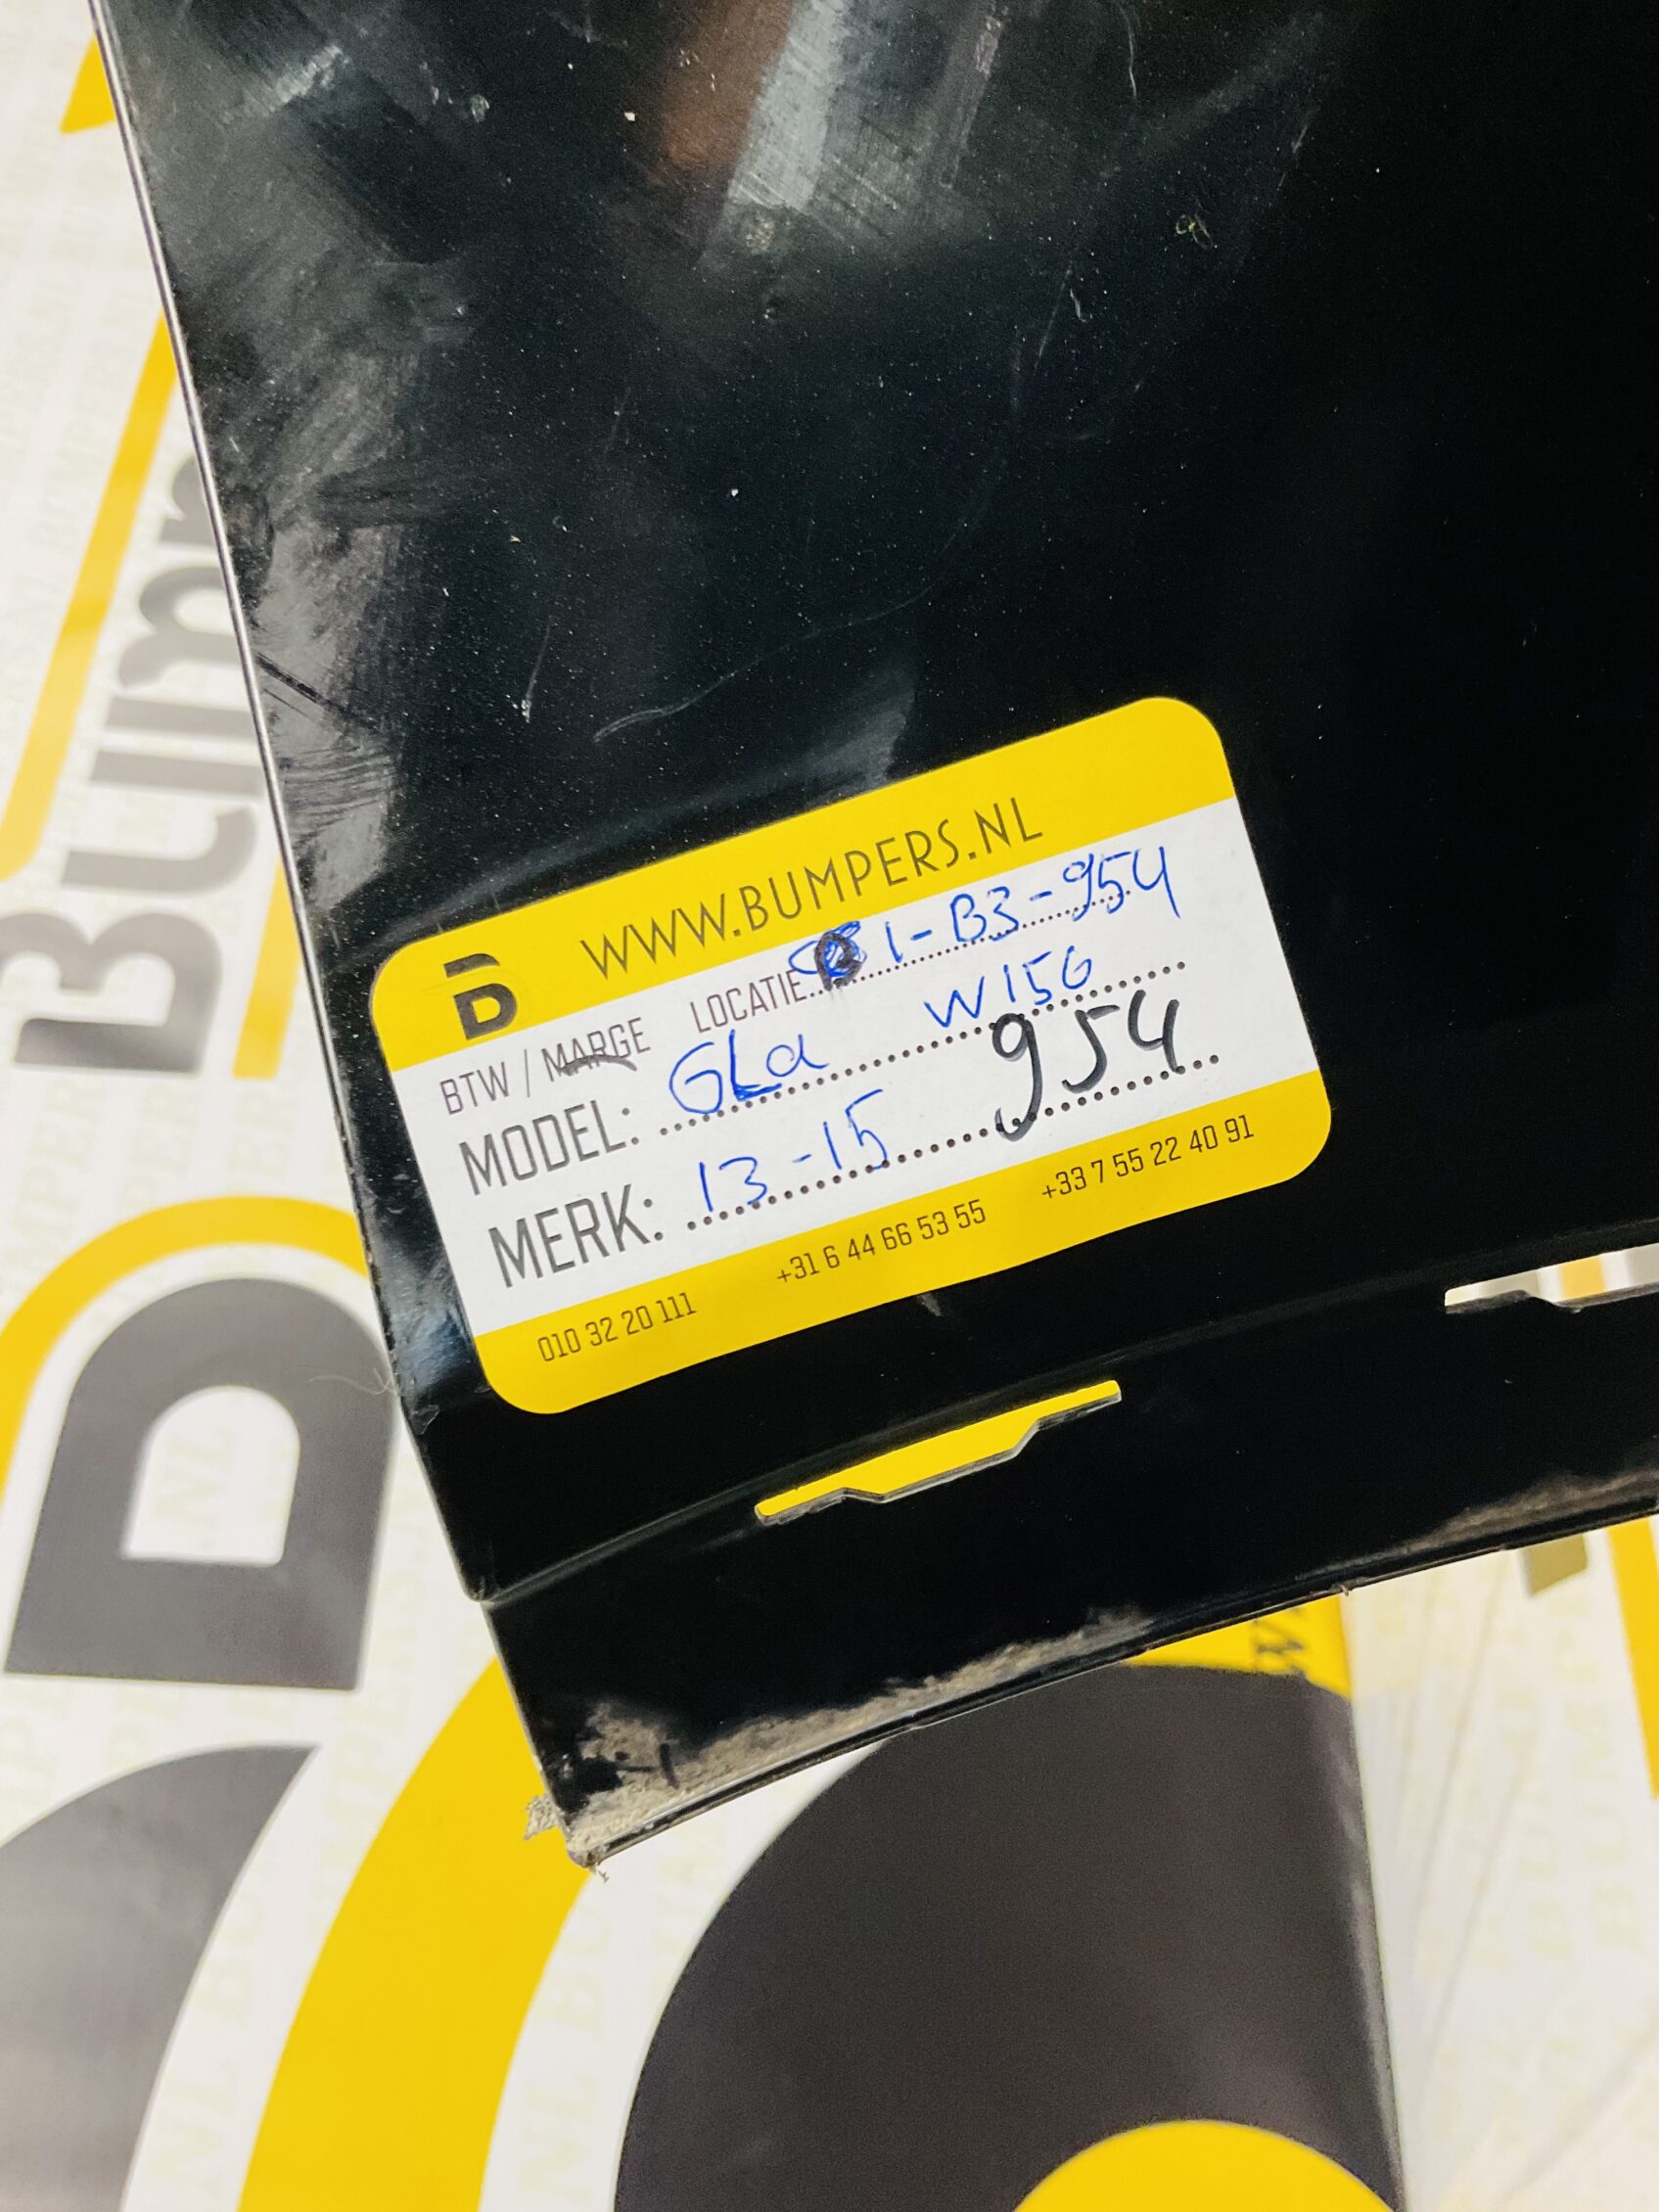 WWW.BUMPERS.NL
BTW / MARGE LOCATIE: 1-B3-954
MODEL: GLa W156
MERK: 13-15 954
010 32 20 111 +31 6 44 66 53 55 +33 7 55 22 40 91